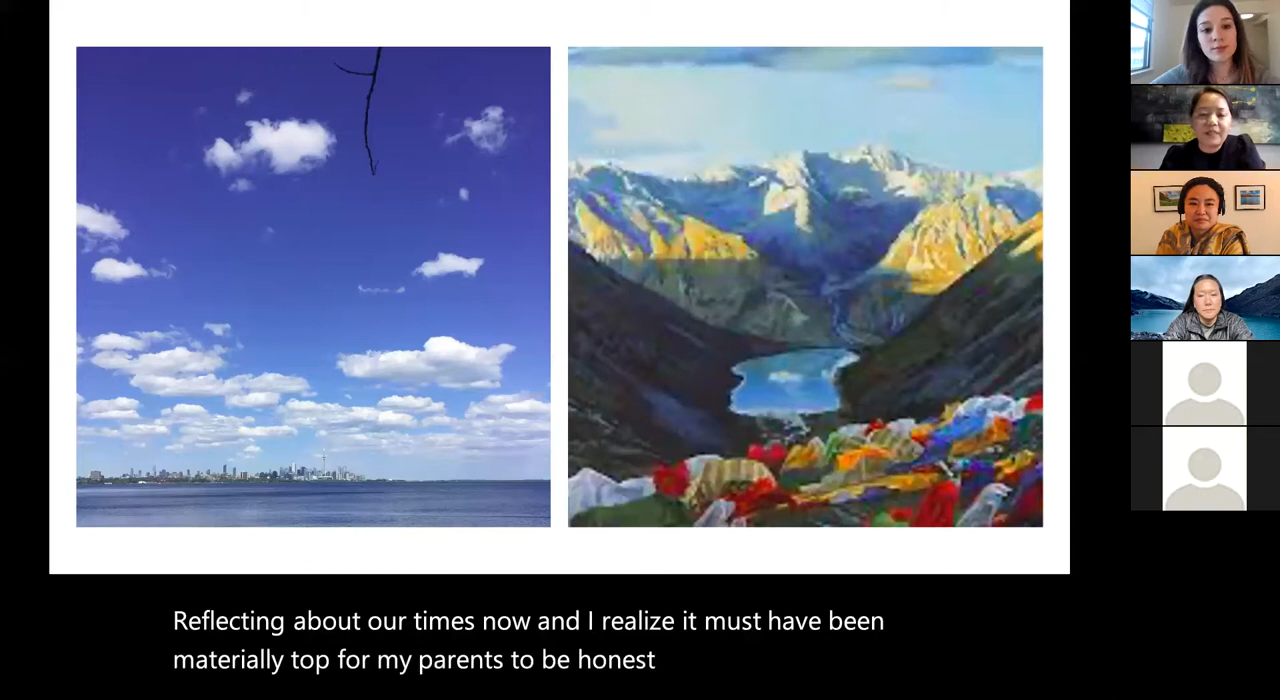 Reflecting about our times now and I realize it must have been
materially top for my parents to be honest